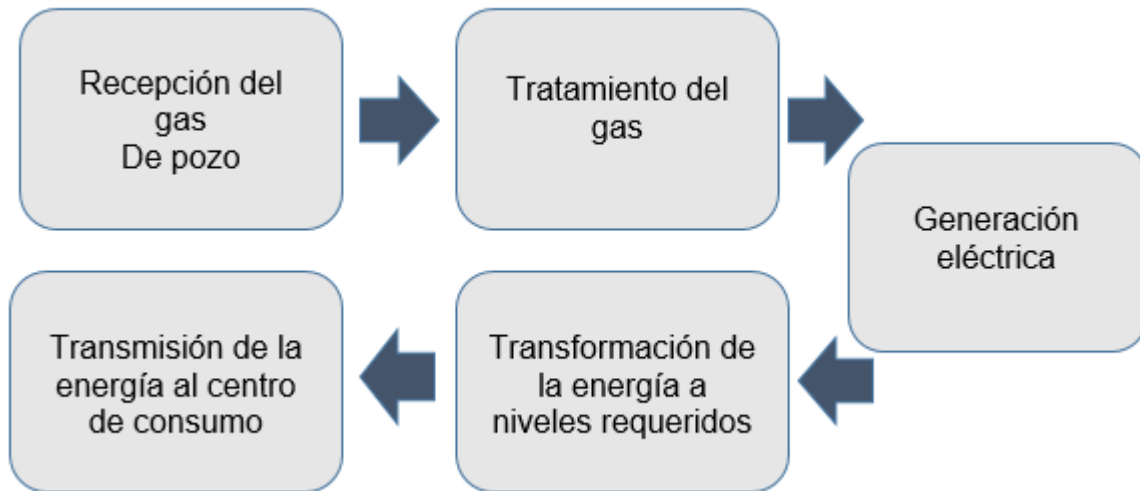 Recepción del
gas
De pozo
Tratamiento del
gas
Generación
eléctrica
Transformación de
la energía a
niveles requeridos
Transmisión de la
energía al centro
de consumo